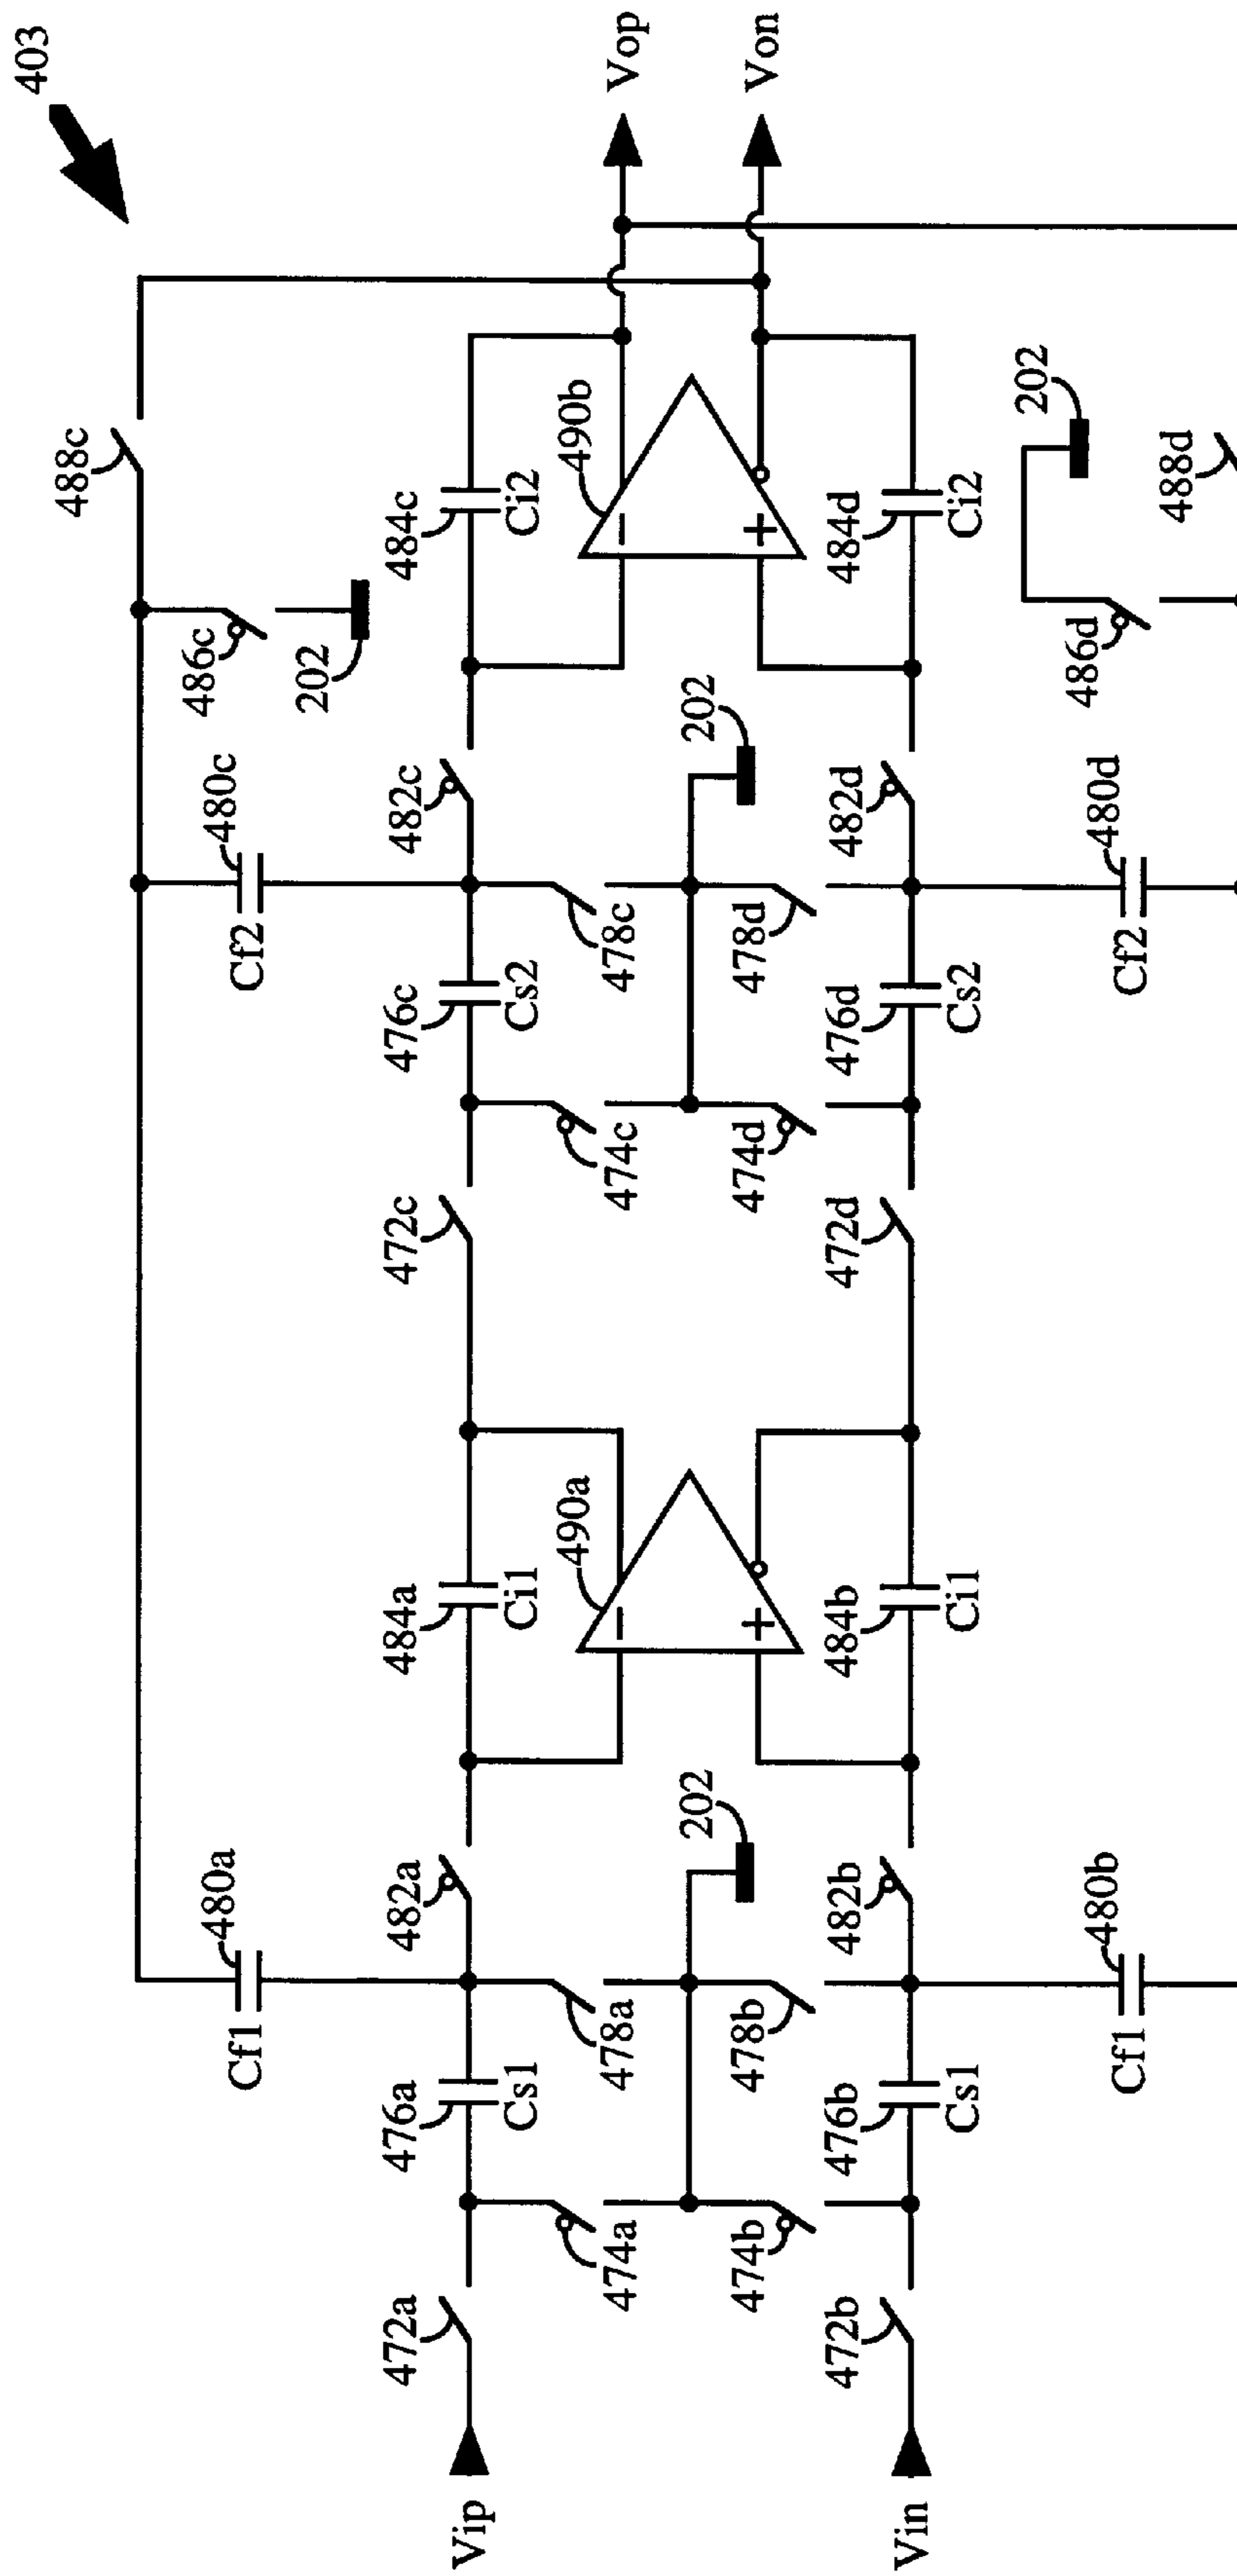 403
488c
486c
202
480c
Cf2
480a
Cf1
Vop
Von
484c
Ci2
490b
482c
476c
Cs2
478c
474c
472c
202
484a
Ci1
490a
482a
476a
Cs1
478a
474a
472a
Vip
202
484d
Ci2
482d
476d
Cs2
478d
474d
472d
484b
Ci1
482b
476b
Cs1
478b
474b
472b
Vin
202
488d
486d
480d
Cf2
480b
Cf1